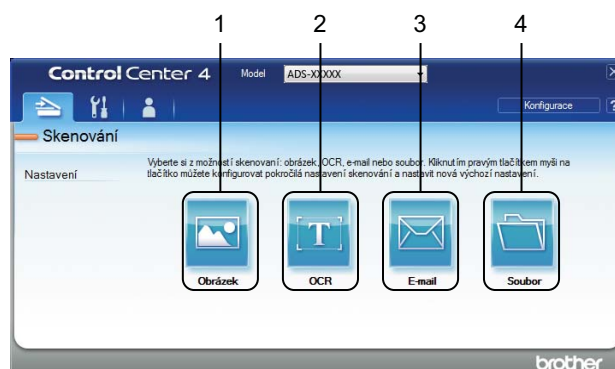 1 2 3 4
Control Center 4 Model ADS-XXXXX
Konfigurace ?
Skenování
Nastavení
Vyberte si z možností skenovaní: obrázek, OCR, e-mail nebo soubor. Kliknutím pravým tlačítkem myši na
tlačítko můžete konfigurovat pokročilá nastavení skenování a nastavit nová výchozí nastavení.
T
Obrázek OCR E-mail Soubor
brother